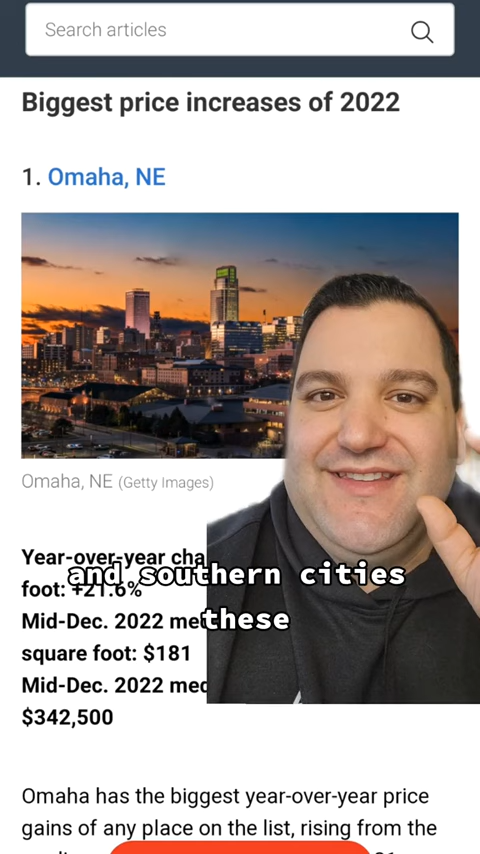 Search articles
Biggest price increases of 2022
1. Omaha, NE
Omaha, NE (Getty Images)
Year-over-year cha
foot: +21.6%
and southern cities
Mid-Dec. 2022 me
these
square foot: $181
Mid-Dec. 2022 med
$342,500
Omaha has the biggest year-over-year price
gains of any place on the list, rising from the